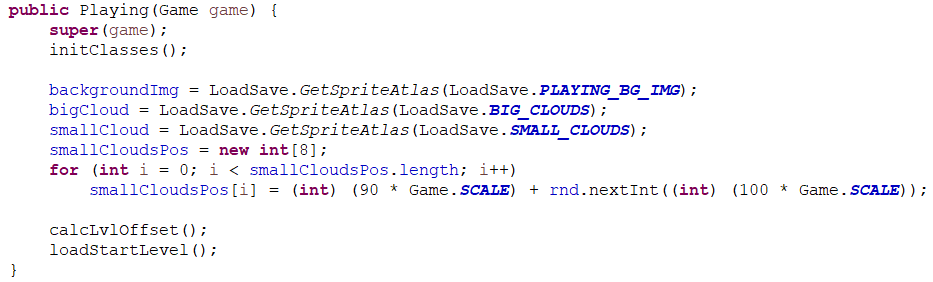 public Playing(Game game) {
    super(game);
    initClasses();

    backgroundImg = LoadSave.GetSpriteAtlas(LoadSave.PLAYING_BG_IMG);
    bigCloud = LoadSave.GetSpriteAtlas(LoadSave.BIG_CLOUDS);
    smallCloud = LoadSave.GetSpriteAtlas(LoadSave.SMALL_CLOUDS);
    smallCloudsPos = new int[8];
    for (int i = 0; i < smallCloudsPos.length; i++)
        smallCloudsPos[i] = (int) (90 * Game.SCALE) + rnd.nextInt((int) (100 * Game.SCALE));

    calcLvlOffset();
    loadStartLevel();
}